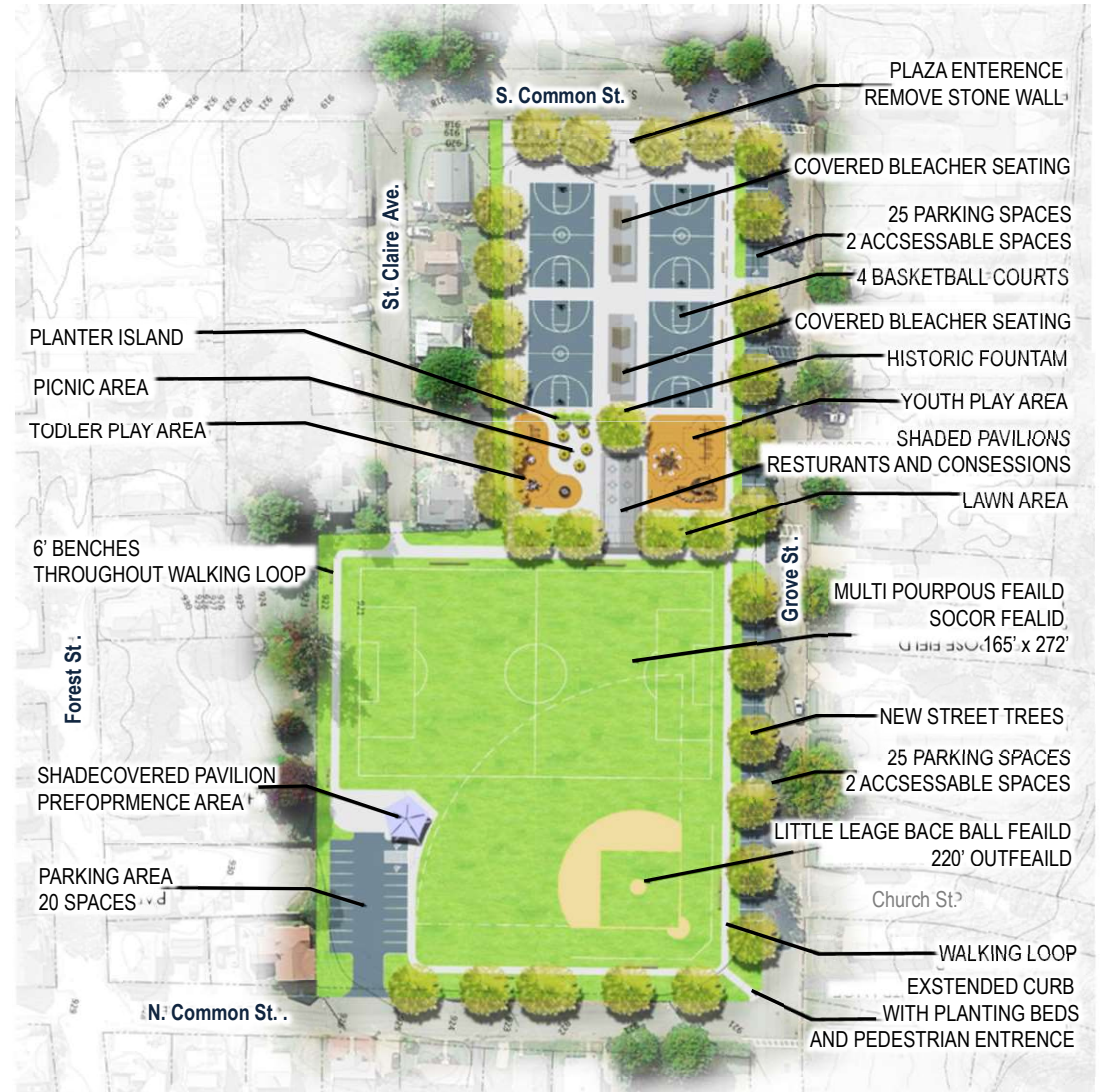 S. Common St.
PLAZA ENTERENCE
REMOVE STONE WALL
COVERED BLEACHER SEATING
St. Claire Ave.
25 PARKING SPACES
2 ACCSESSABLE SPACES
4 BASKETBALL COURTS
COVERED BLEACHER SEATING
PLANTER ISLAND
HISTORIC FOUNTAM
PICNIC AREA
YOUTH PLAY AREA
TODLER PLAY AREA
SHADED PAVILIONS
RESTURANTS AND CONSESSIONS
LAWN AREA
6' BENCHES
THROUGHOUT WALKING LOOP
Grove St .
MULTI POURPOUS FEAILD
SOCOR FEALID
165' x 272'
Forest St .
NEW STREET TREES
25 PARKING SPACES
2 ACCSESSABLE SPACES
SHADECOVERED PAVILION
PREFOPRMENCE AREA
LITTLE LEAGE BACE BALL FEAILD
220' OUTFEAILD
PARKING AREA
20 SPACES
Church St.
WALKING LOOP
EXSTENDED CURB
WITH PLANTING BEDS
AND PEDESTRIAN ENTRENCE
N. Common St. .